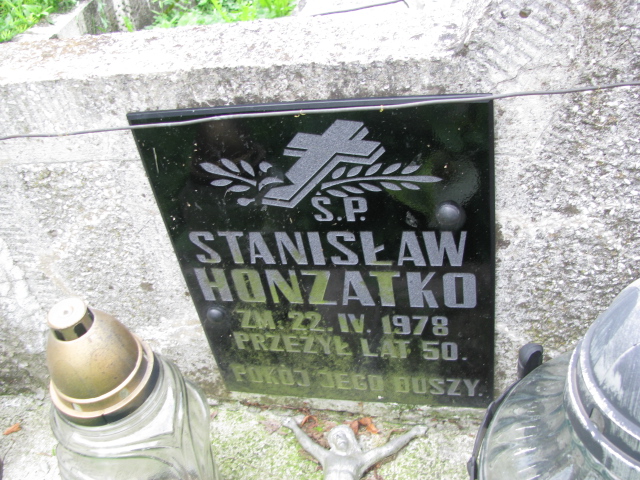 Ś.P.
STANISŁAW
HONZATKO
ZM. 22. IV. 1978
PRZEŻYŁ LAT 50.
POKÓJ JEGO DUSZY.